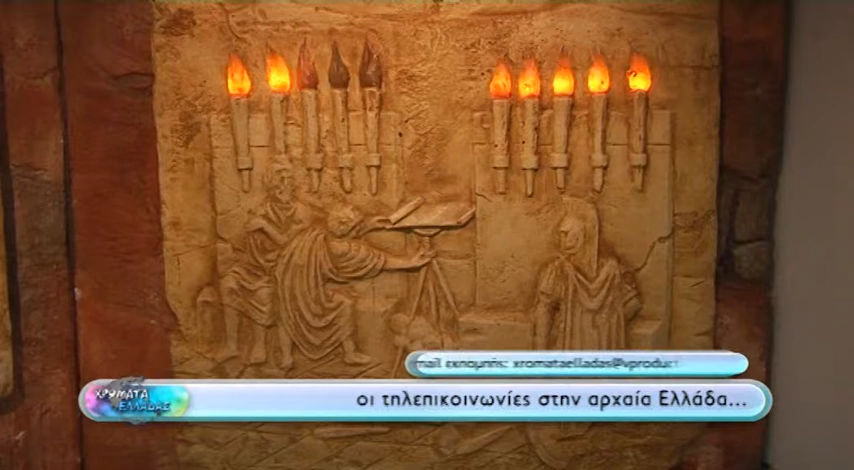 mail εκπομπής: xromataelladas@vproduct
ΧΡΩΜΑΤΑ
ΕΛΛΑΔΑΣ
οι τηλεπικοινωνίες στην αρχαία Ελλάδα...